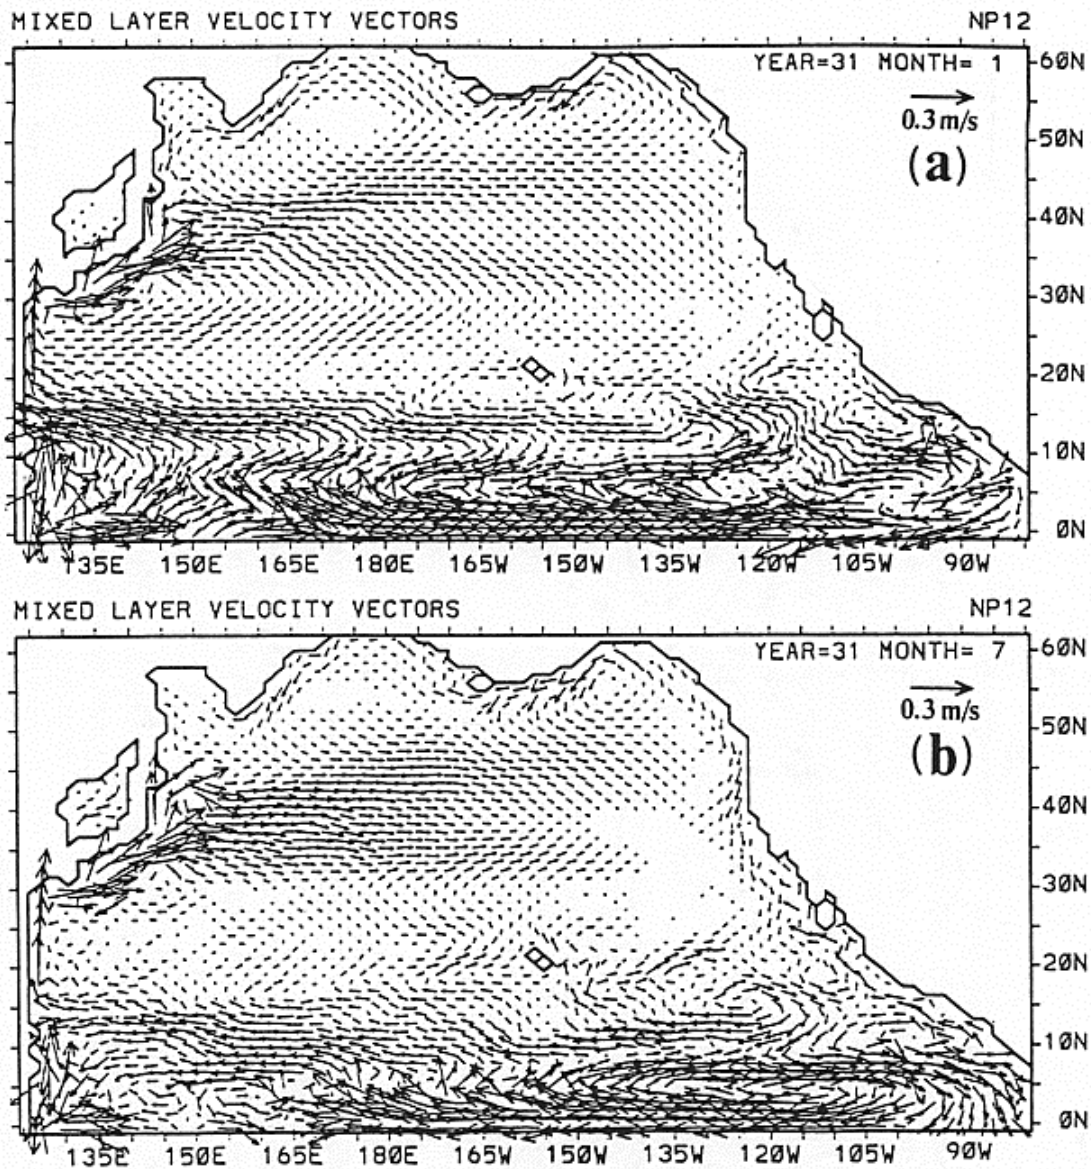 MIXED LAYER VELOCITY VECTORS NP12
YEAR=31 MONTH= 1
60N
0.3 m/s
50N
(a)
40N
30N
20N
10N
0N
135E 150E 165E 180E 165W 150W 135W 120W 105W 90W
MIXED LAYER VELOCITY VECTORS NP12
YEAR=31 MONTH= 7
60N
0.3 m/s
50N
(b)
40N
30N
20N
10N
0N
135E 150E 165E 180E 165W 150W 135W 120W 105W 90W